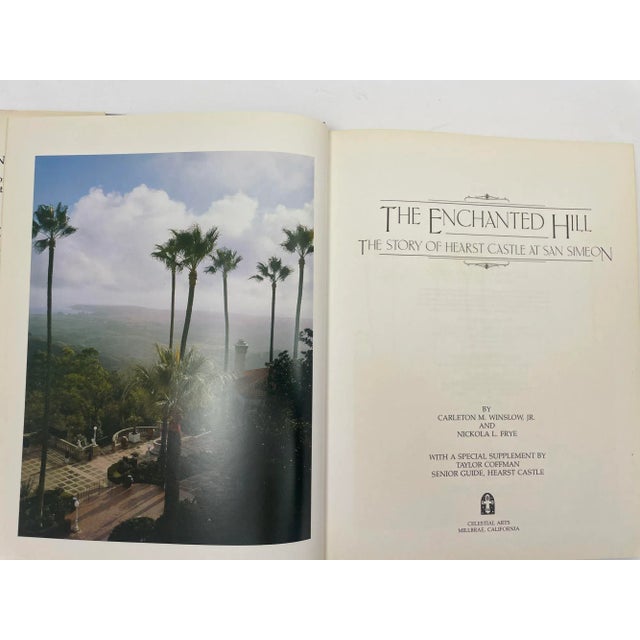 THE ENCHANTED HILL
THE STORY OF HEARST CASTLE AT SAN SIMEON
BY
CARLETON M. WINSLOW, JR.
AND
NICKOLA L. FRYE
WITH A SPECIAL SUPPLEMENT BY
TAYLOR COFFMAN
SENIOR GUIDE, HEARST CASTLE
CELESTIAL ARTS
MILLBRAE, CALIFORNIA